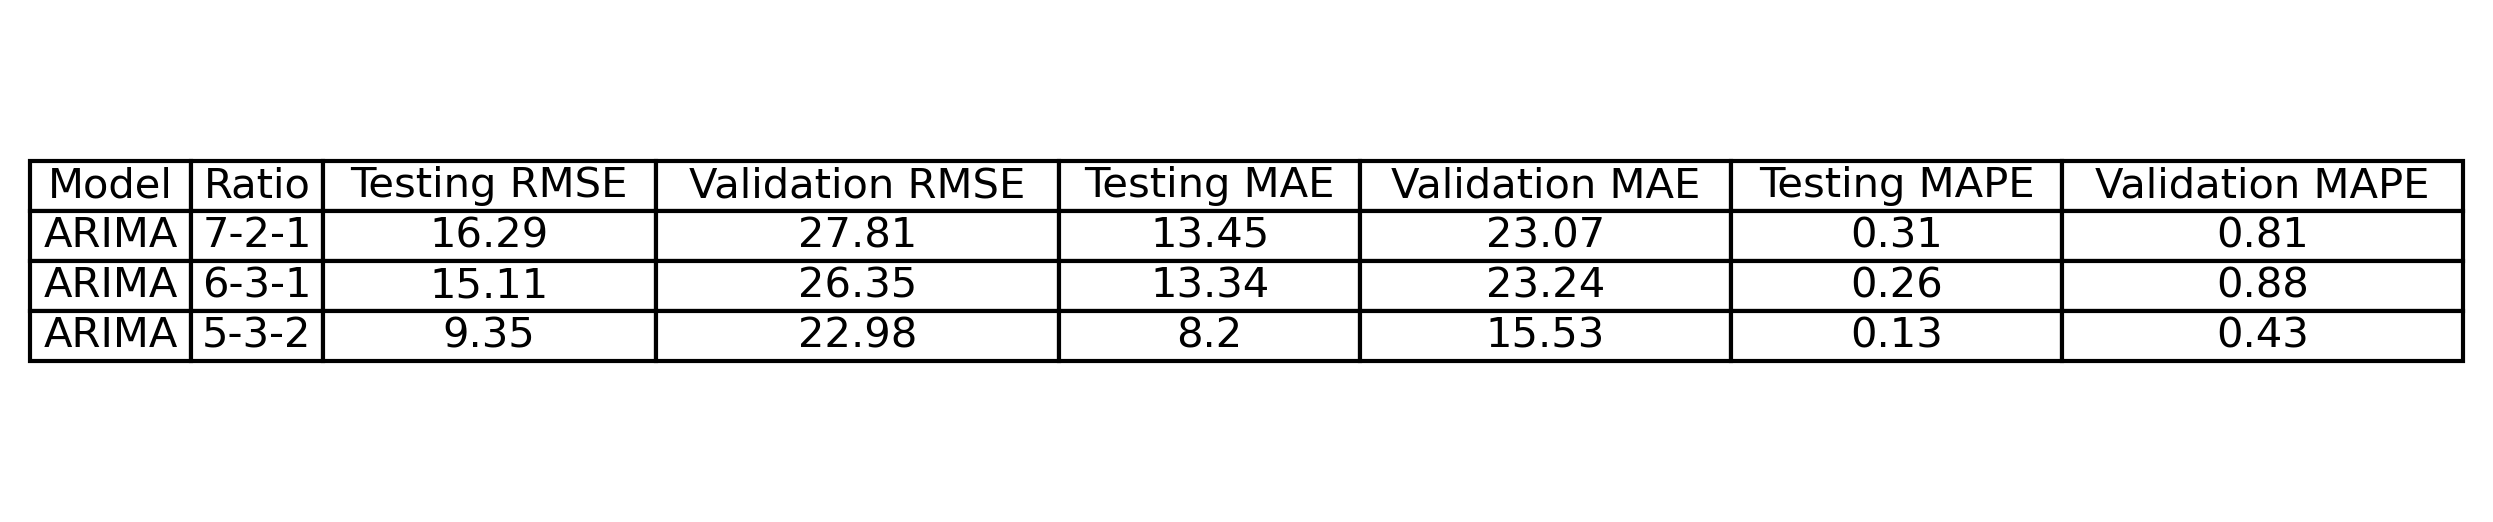 Model Ratio Testing RMSE Validation RMSE Testing MAE Validation MAE Testing MAPE Validation MAPE
ARIMA 7-2-1 16.29 27.81 13.45 23.07 0.31 0.81
ARIMA 6-3-1 15.11 26.35 13.34 23.24 0.26 0.88
ARIMA 5-3-2 9.35 22.98 8.2 15.53 0.13 0.43